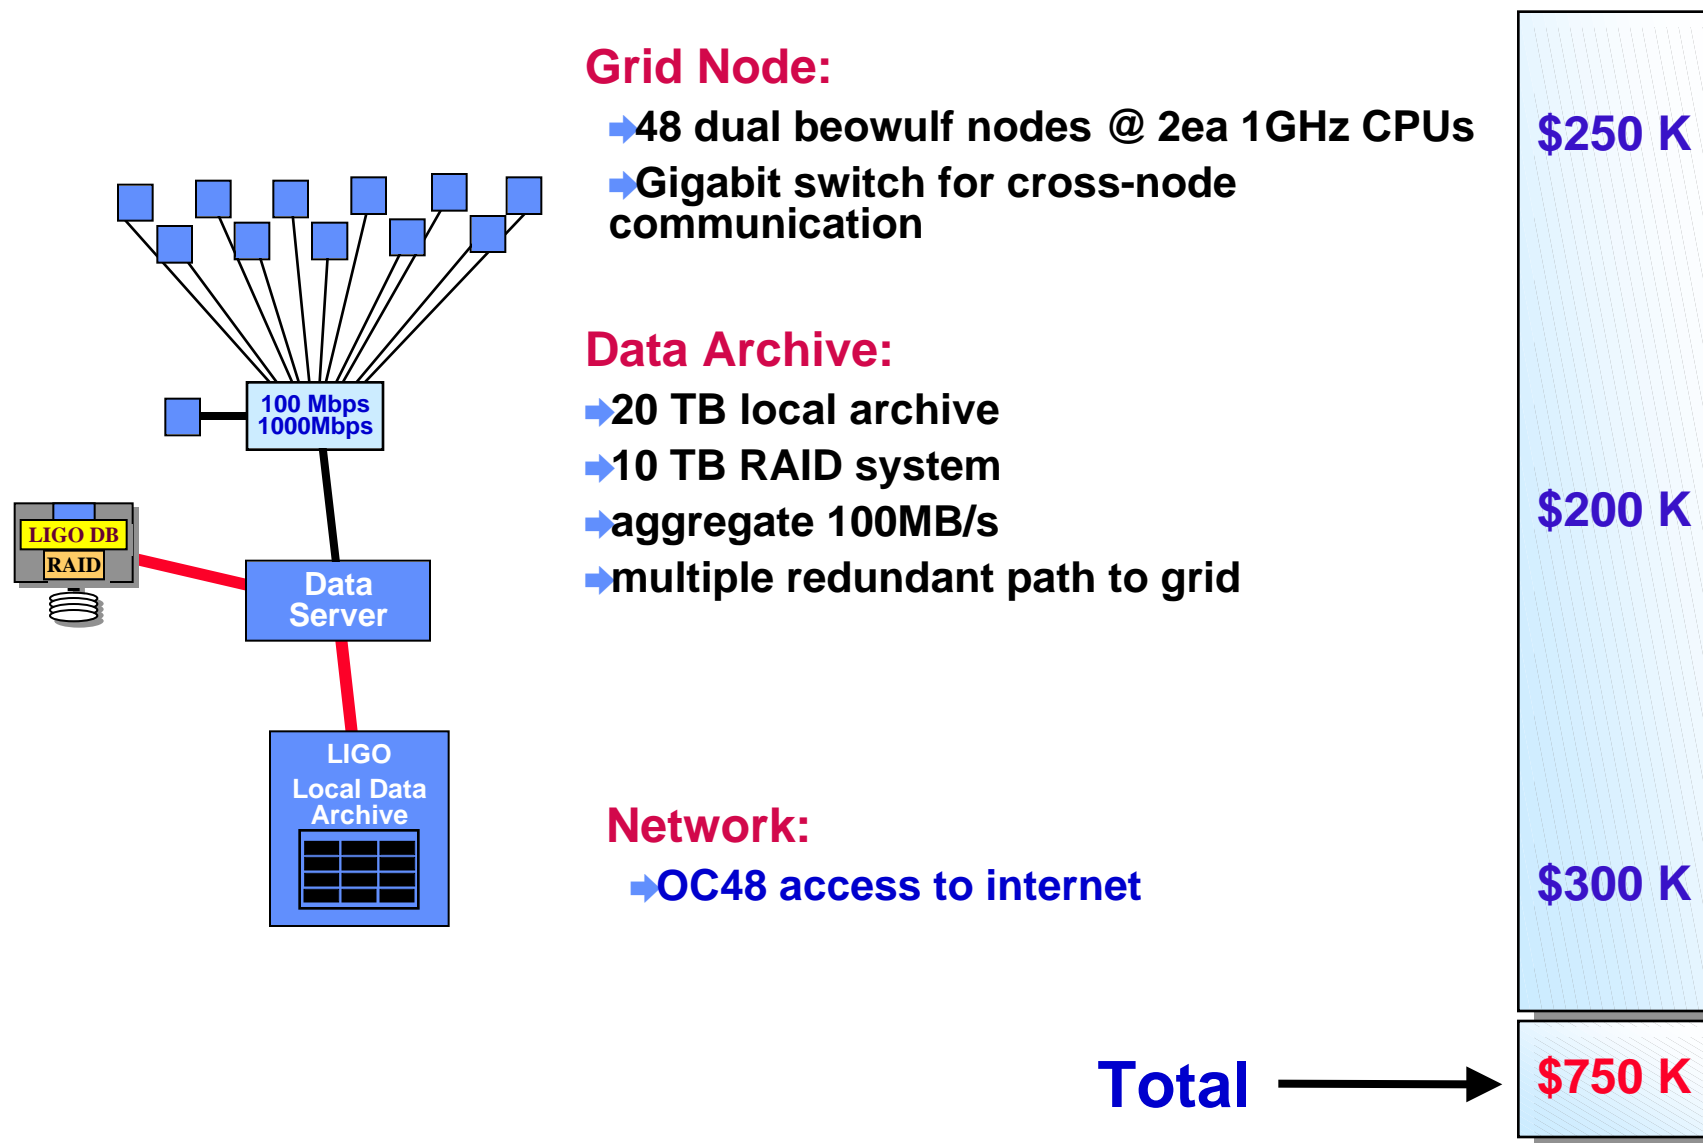 Grid Node:
48 dual beowulf nodes @ 2ea 1GHz CPUs
$250 K
Gigabit switch for cross-node
communication
100 Mbps
1000Mbps
Data Archive:
20 TB local archive
10 TB RAID system
aggregate 100MB/s
multiple redundant path to grid
$200 K
LIGO DB
RAID
Data
Server
LIGO
Local Data
Archive
Network:
OC48 access to internet
$300 K
Total
$750 K